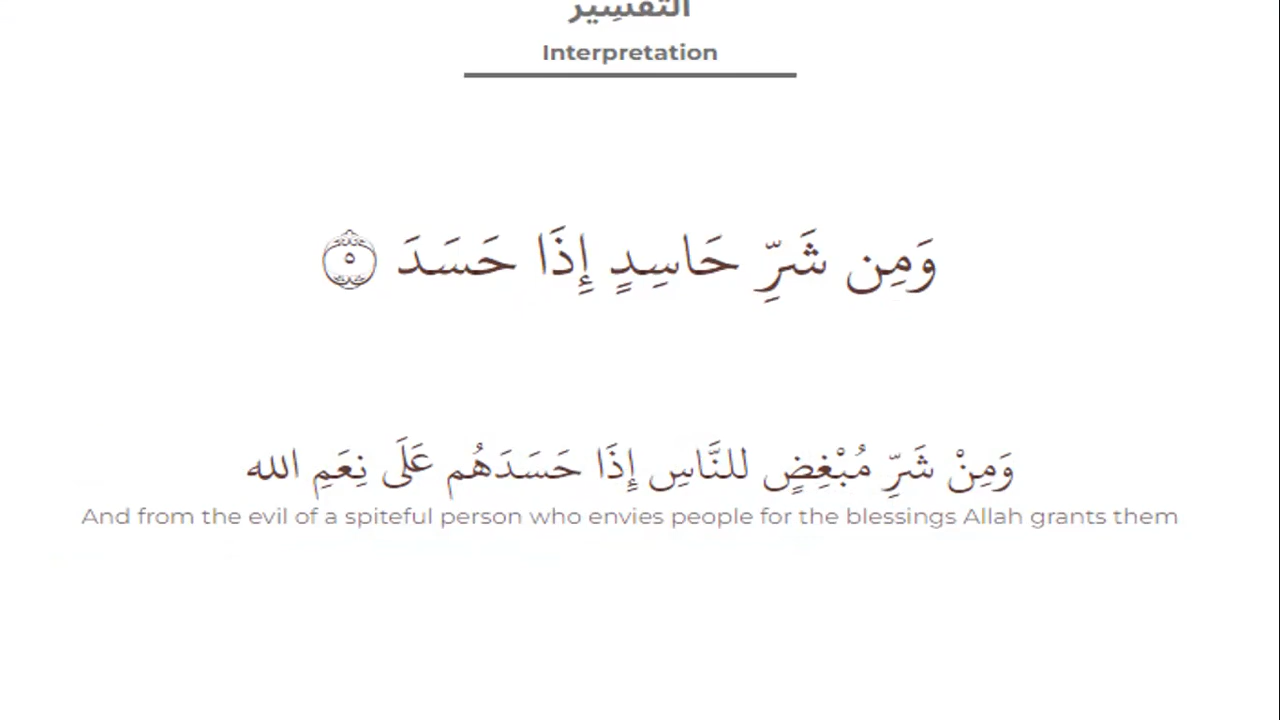 التفسير
Interpretation
وَمِن شَرِّ حَاسِدٍ إِذَا حَسَدَ ٥
وَمِنْ شَرِّ مُبْغِضٍ للنَّاسِ إِذَا حَسَدَهُم عَلَى نِعَمِ الله
And from the evil of a spiteful person who envies people for the blessings Allah grants them